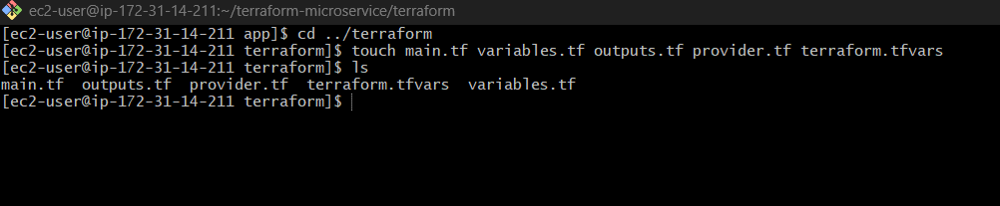 ec2-user@ip-172-31-14-211:~/terraform-microservice/terraform
[ec2-user@ip-172-31-14-211 app]$ cd ../terraform
[ec2-user@ip-172-31-14-211 terraform]$ touch main.tf variables.tf outputs.tf provider.tf terraform.tfvars
[ec2-user@ip-172-31-14-211 terraform]$ ls
main.tf  outputs.tf  provider.tf  terraform.tfvars  variables.tf
[ec2-user@ip-172-31-14-211 terraform]$